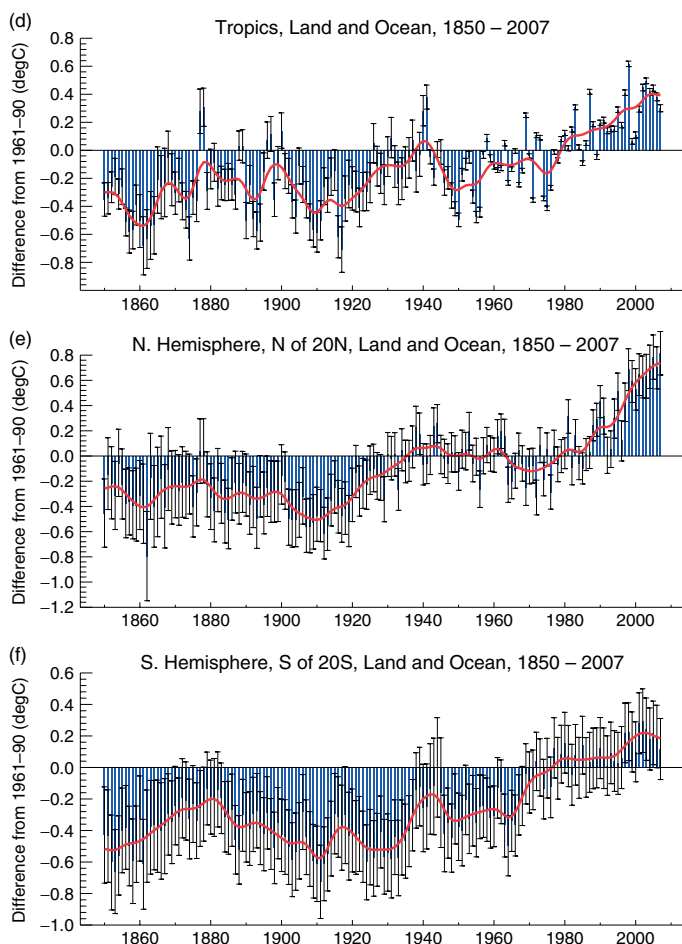 (d)
Tropics, Land and Ocean, 1850 – 2007
Difference from 1961–90 (degC)
0.8
0.6
0.4
0.2
0.0
−0.2
−0.4
−0.6
−0.8
1860 1880 1900 1920 1940 1960 1980 2000
(e)
N. Hemisphere, N of 20N, Land and Ocean, 1850 – 2007
Difference from 1961–90 (degC)
0.8
0.6
0.4
0.2
0.0
−0.2
−0.4
−0.6
−0.8
−1.0
−1.2
1860 1880 1900 1920 1940 1960 1980 2000
(f)
S. Hemisphere, S of 20S, Land and Ocean, 1850 – 2007
Difference from 1961–90 (degC)
0.6
0.4
0.2
0.0
−0.2
−0.4
−0.6
−0.8
−1.0
1860 1880 1900 1920 1940 1960 1980 2000